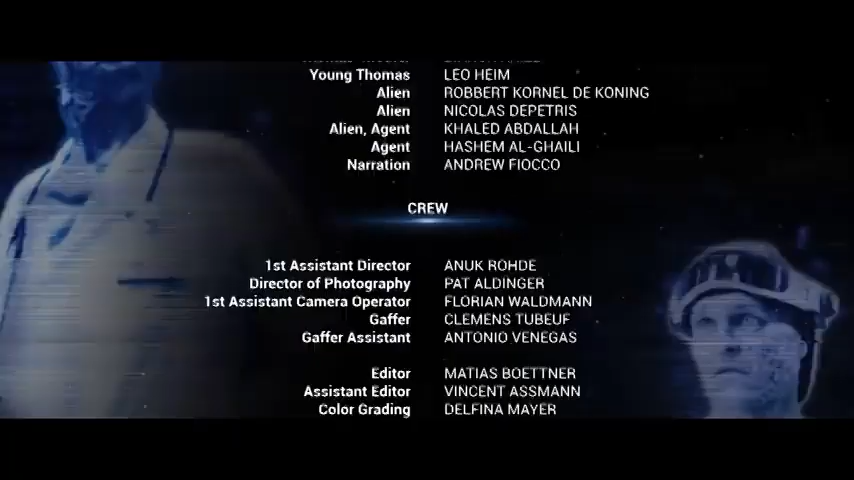 Young Thomas LEO HEIM
Alien ROBBERT KORNEL DE KONING
Alien NICOLAS DEPETRIS
Alien, Agent KHALED ABDALLAH
Agent HASHEM AL-GHAILI
Narration ANDREW FIOCCO
CREW
1st Assistant Director ANUK ROHDE
Director of Photography PAT ALDINGER
1st Assistant Camera Operator FLORIAN WALDMANN
Gaffer CLEMENS TUBEUF
Gaffer Assistant ANTONIO VENEGAS
Editor MATIAS BOETTNER
Assistant Editor VINCENT ASSMANN
Color Grading DELFINA MAYER